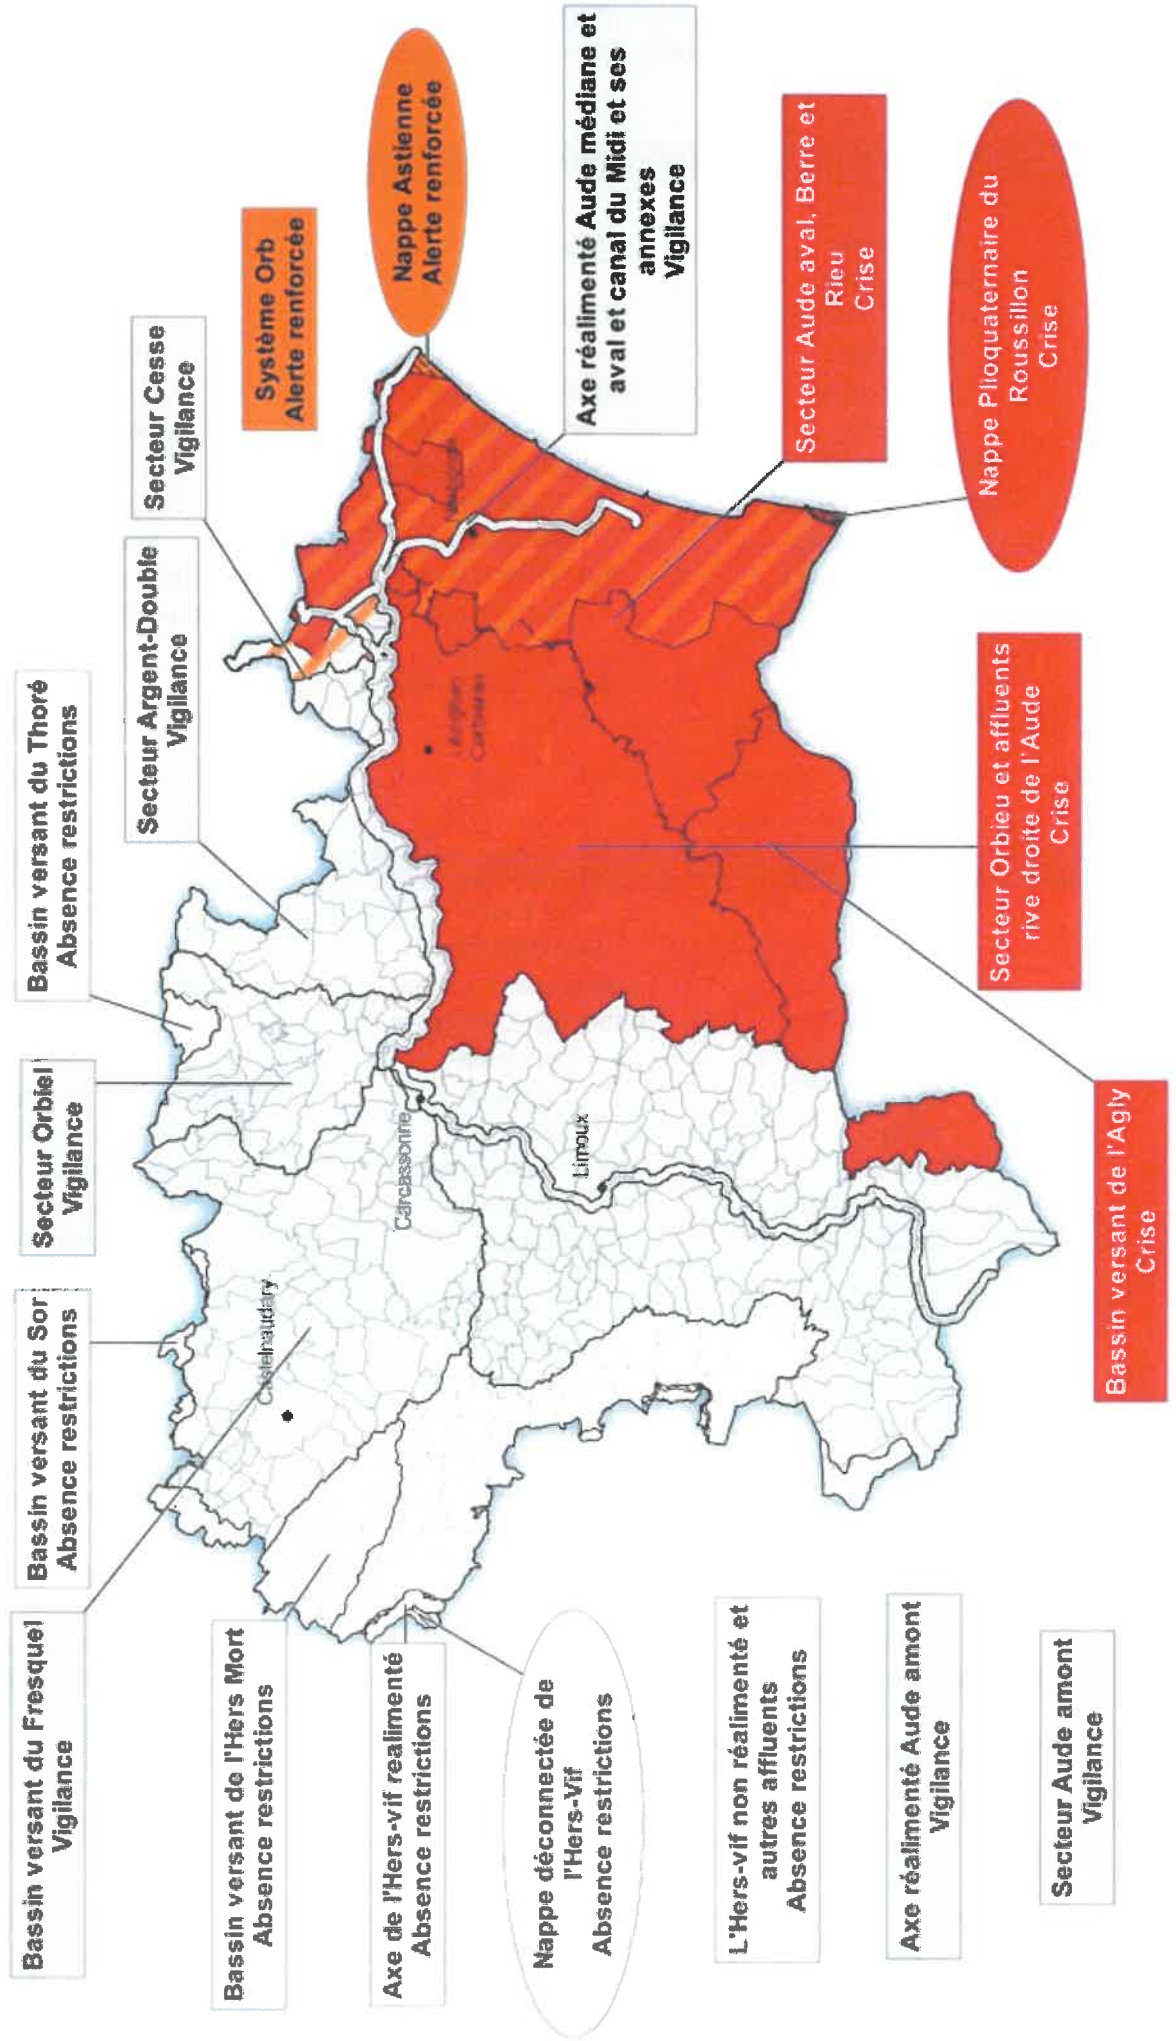 Bassin versant du Fresquel
Vigilance
Bassin versant du Sor
Absence restrictions
Secteur Orbiel
Vigilance
Bassin versant du Thoré
Absence restrictions
Secteur Argent-Double
Vigilance
Secteur Cesse
Vigilance
Système Orb
Alerte renforcée
Nappe Astienne
Alerte renforcée
Axe réalimenté Aude médiane et
aval et canal du Midi et ses
annexes
Vigilance
Secteur Aude aval, Berre et
Rieu
Crise
Nappe Plioquaternaire du
Roussillon
Crise
Secteur Orbieu et affluents
rive droite de l'Aude
Crise
Bassin versant de l'Agly
Crise
Bassin versant de l'Hers Mort
Absence restrictions
Axe de l'Hers-vif realimenté
Absence restrictions
Nappe déconnectée de
l'Hers-Vif
Absence restrictions
L'Hers-vif non réalimenté et
autres affluents
Absence restrictions
Axe réalimenté Aude amont
Vigilance
Secteur Aude amont
Vigilance
Castelnaudary
Carcassonne
Limoux
Lézignan
Corbières